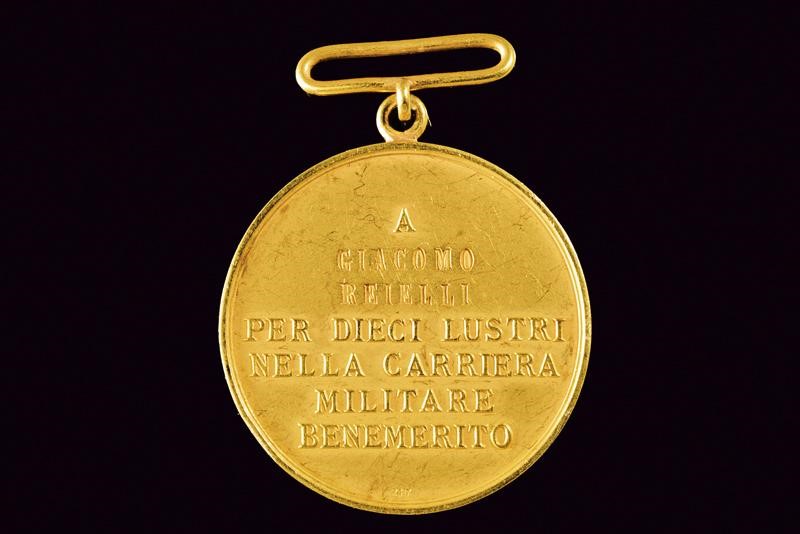 A
GIACOMO
REIELLI
PER DIECI LUSTRI
NELLA CARRIERA
MILITARE
BENEMERITO